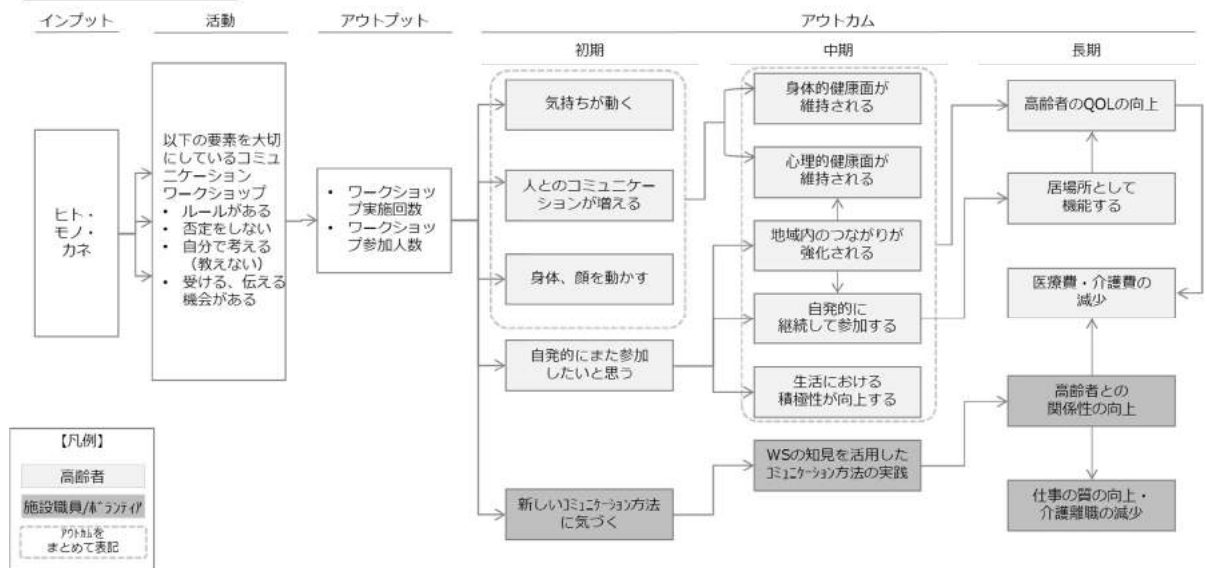 インプット
活動
アウトプット
アウトカム
初期
中期
長期
ヒト・
モノ・
カネ
以下の要素を大切
にしているコミュ
ニケーション
ワークショップ
• ルールがある
• 否定をしない
• 自分で考える
（教えない）
• 受ける、伝える
機会がある
• ワークショッ
プ実施回数
• ワークショッ
プ参加人数
気持ちが動く
人とのコミュニケー
ションが増える
身体、顔を動かす
自発的にまた参加
したいと思う
新しいｺﾐｭﾆｹｰｼｮﾝ方法
に気づく
身体的健康面が
維持される
心理的健康面が
維持される
地域内のつながりが
強化される
自発的に
継続して参加する
生活における
積極性が向上する
WSの知見を活用した
ｺﾐｭﾆｹｰｼｮﾝ方法の実践
高齢者のQOLの向上
居場所として
機能する
医療費・介護費の
減少
高齢者との
関係性の向上
仕事の質の向上・
介護離職の減少
【凡例】
高齢者
施設職員/ﾎﾞﾗﾝﾃｨｱ
ｱｳﾄｶﾑを
まとめて表記